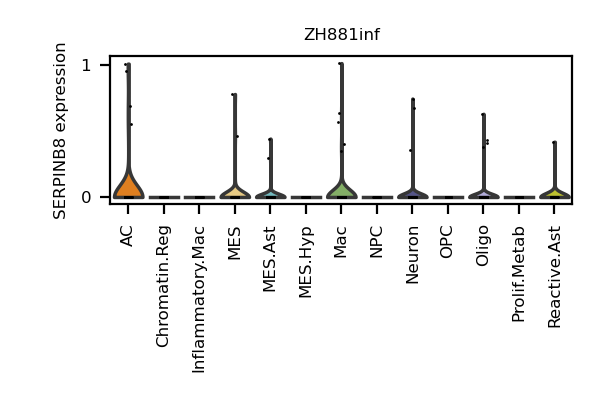 ZH881inf
SERPINB8 expression
1
0
AC
Chromatin.Reg
Inflammatory.Mac
MES
MES.Ast
MES.Hyp
Mac
NPC
Neuron
OPC
Oligo
Prolif.Metab
Reactive.Ast